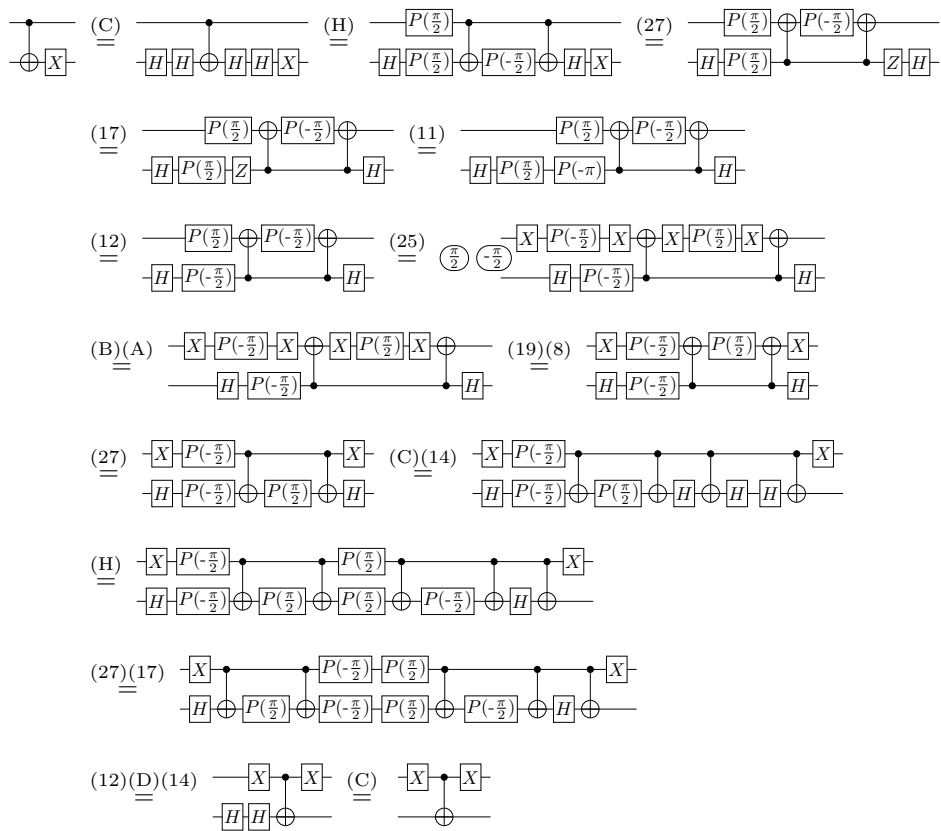 (C) = (H) = (27) =
P(π/2) P(π/2) P(-π/2)
X H H H H X H P(π/2) P(-π/2) H X H P(π/2) Z H
(17) = (11) =
P(π/2) P(-π/2) P(π/2) P(-π/2)
H P(π/2) Z H H P(π/2) P(-π) H
(12) = (25) =
P(π/2) P(-π/2) X P(-π/2) X X P(π/2) X
H P(-π/2) H π/2 -π/2 H P(-π/2) H
(B)(A) = (19)(8) =
X P(-π/2) X X P(π/2) X X P(-π/2) P(π/2) X
H P(-π/2) H H P(-π/2) H
(27) = (C)(14) =
X P(-π/2) X X P(-π/2) X
H P(-π/2) P(π/2) H H P(-π/2) P(π/2) H H H
(H) =
X P(-π/2) P(π/2) X
H P(-π/2) P(π/2) P(π/2) P(-π/2) H
(27)(17) =
X P(-π/2) P(π/2) X
H P(π/2) P(-π/2) P(π/2) P(-π/2) H
(12)(D)(14) = (C) =
X X X X
H H